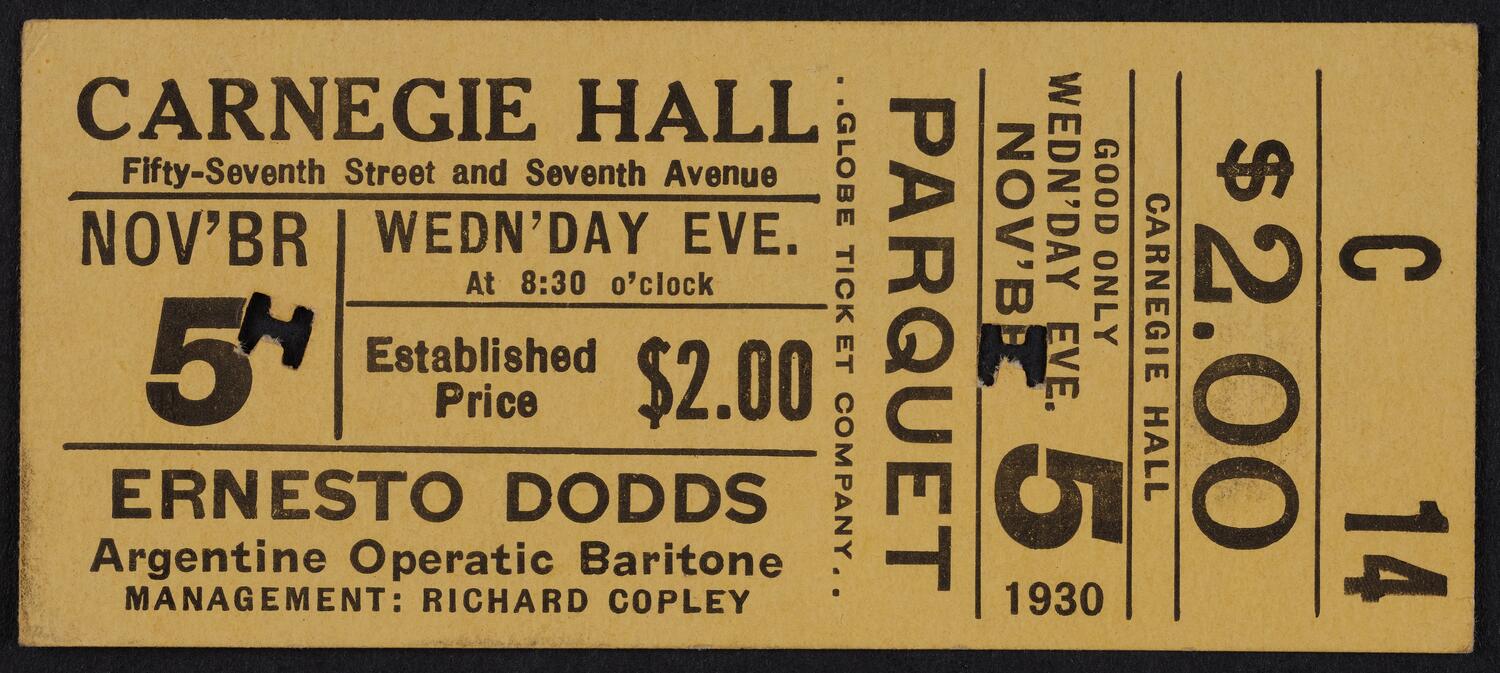 CARNEGIE HALL
Fifty-Seventh Street and Seventh Avenue
NOV'BR
5
WEDN'DAY EVE.
At 8:30 o'clock
Established
Price
$2.00
ERNESTO DODDS
Argentine Operatic Baritone
MANAGEMENT: RICHARD COPLEY
..GLOBE TICKET COMPANY..
PARQUET
GOOD ONLY
WEDN'DAY EVE.
NOV'BR 5
1930
CARNEGIE HALL
$2.00
C 14